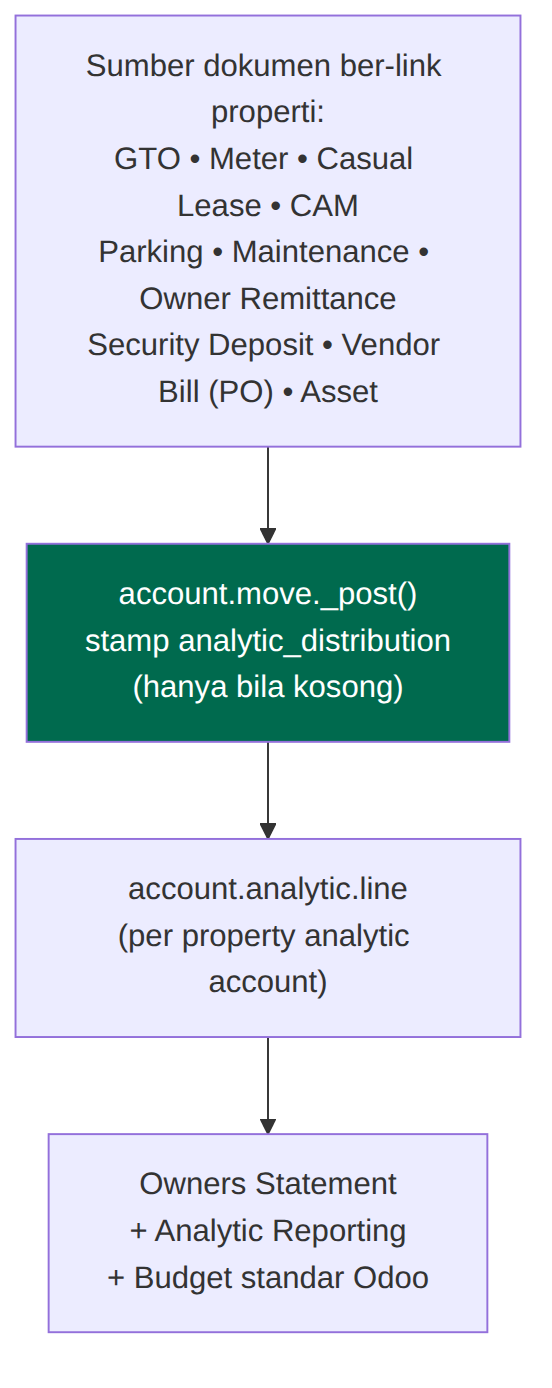 Sumber dokumen ber-link
properti:
GTO • Meter • Casual
Lease • CAM
Parking • Maintenance •
Owner Remittance
Security Deposit • Vendor
Bill (PO) • Asset
account.move._post()
stamp analytic_distribution
(hanya bila kosong)
account.analytic.line
(per property analytic
account)
Owners Statement
+ Analytic Reporting
+ Budget standar Odoo